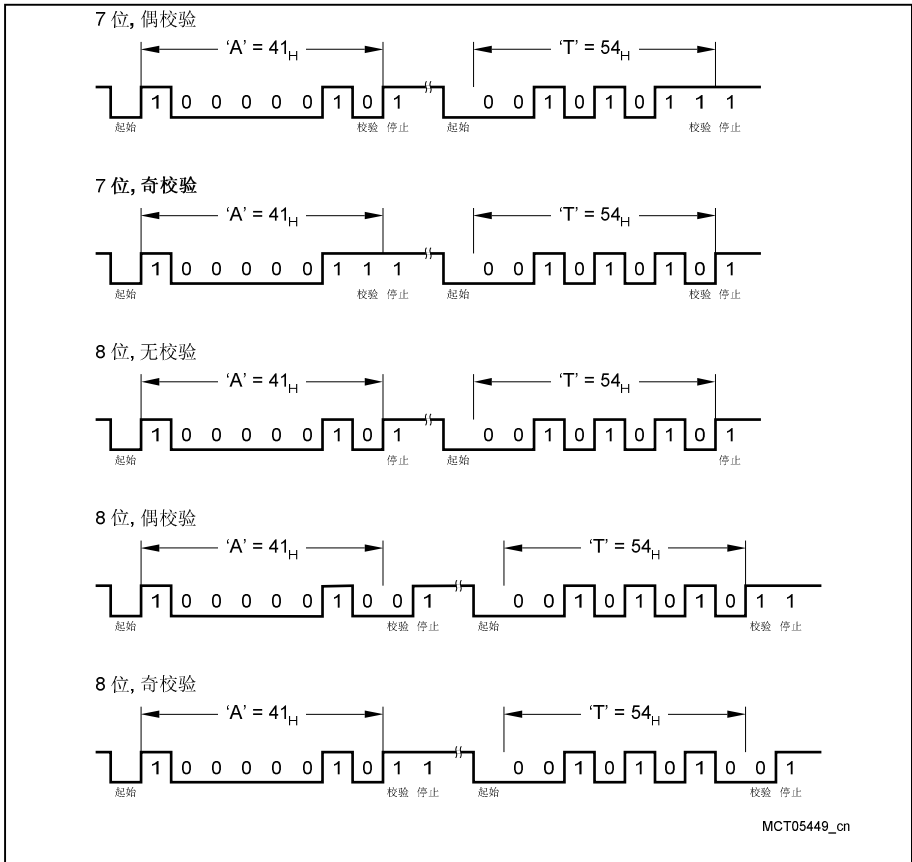 7 位, 偶校验
‘A’ = 41H ‘T’ = 54H
1 0 0 0 0 0 1 0 1 0 0 1 0 1 0 1 1 1
起始 校验 停止 起始 校验 停止
7 位, 奇校验
‘A’ = 41H ‘T’ = 54H
1 0 0 0 0 0 1 1 1 0 0 1 0 1 0 1 0 1
起始 校验 停止 起始 校验 停止
8 位, 无校验
‘A’ = 41H ‘T’ = 54H
1 0 0 0 0 0 1 0 1 0 0 1 0 1 0 1 0 1
起始 停止 起始 停止
8 位, 偶校验
‘A’ = 41H ‘T’ = 54H
1 0 0 0 0 0 1 0 0 1 0 0 1 0 1 0 1 0 1 1
起始 校验 停止 起始 校验 停止
8 位, 奇校验
‘A’ = 41H ‘T’ = 54H
1 0 0 0 0 0 1 0 1 1 0 0 1 0 1 0 1 0 0 1
起始 校验 停止 起始 校验 停止
MCT05449_cn